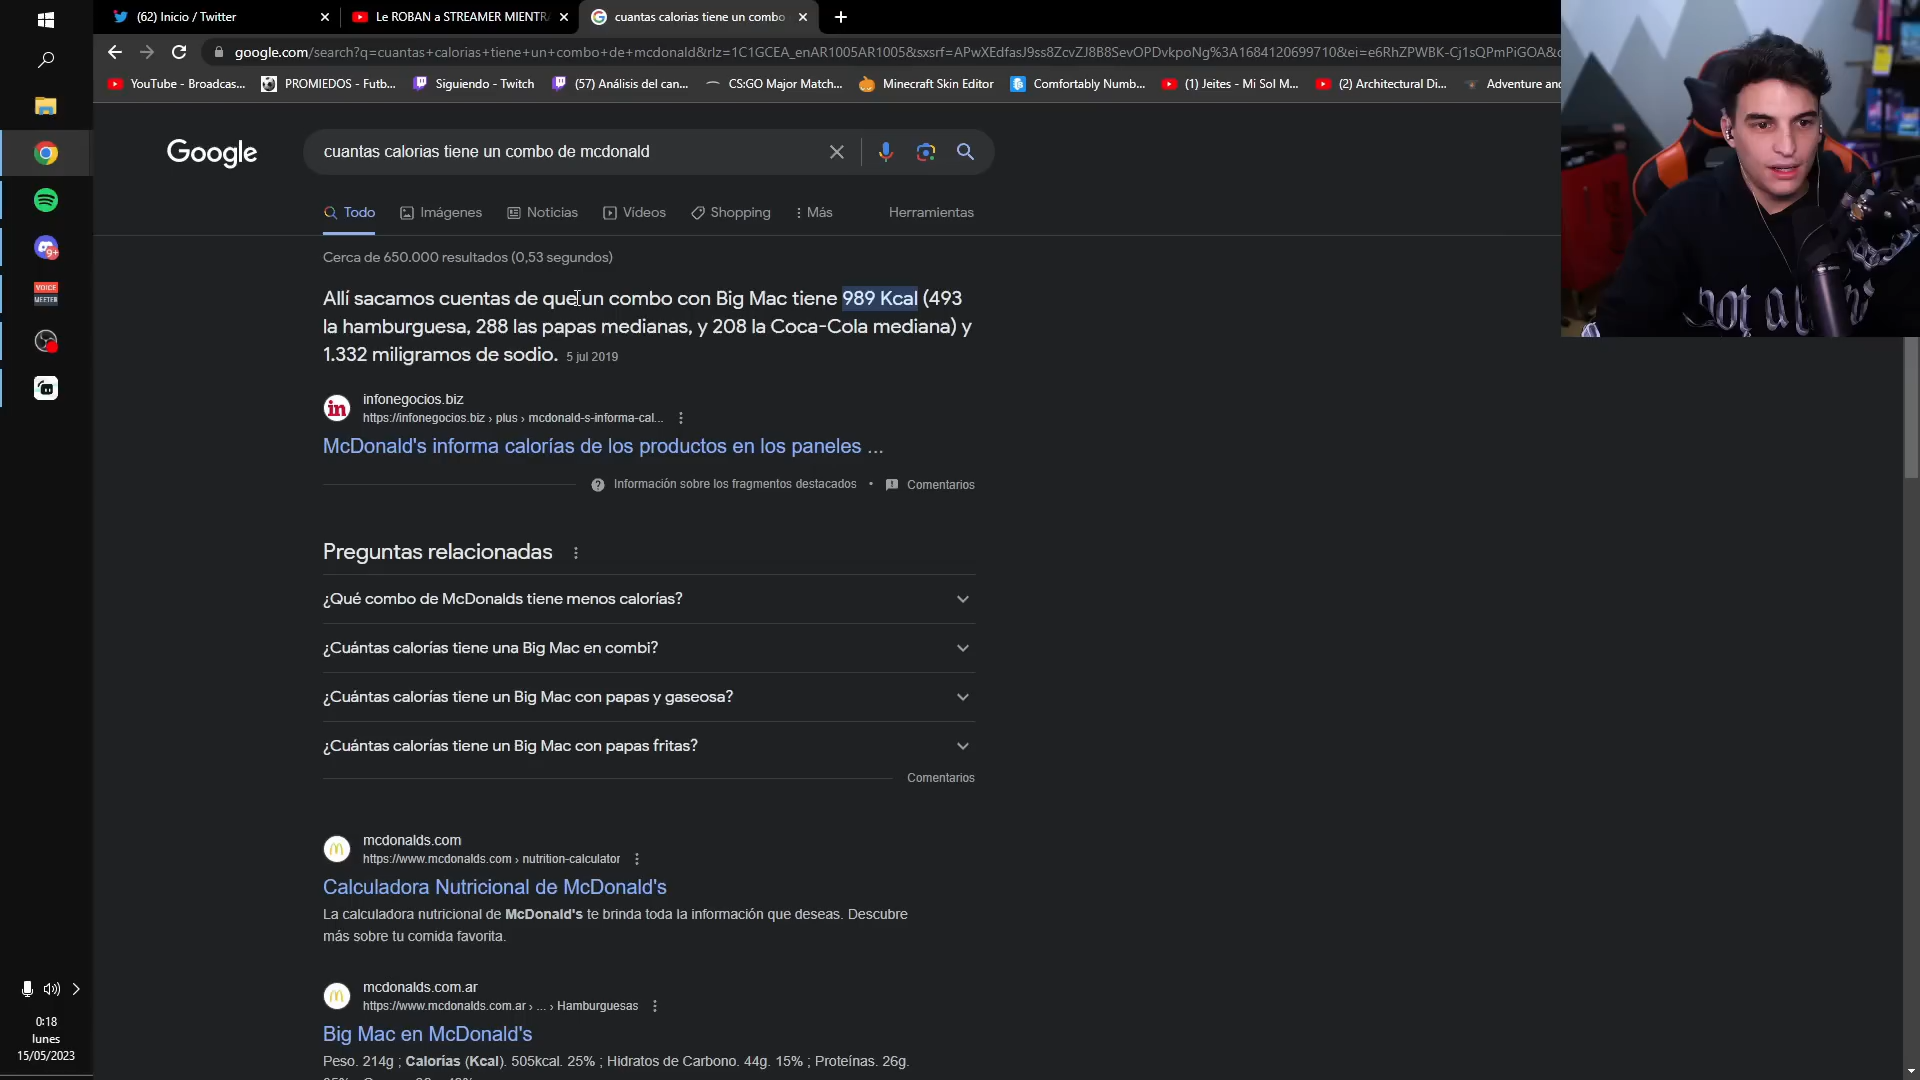 (62) Inicio / Twitter
Le ROBAN a STREAMER MIENTR
cuantas calorias tiene un combo
google.com/search?q=cuantas+calorias+tiene+un+combo+de+mcdonald&rlz=1C1GCEA_enAR1005AR1005&sxsrf=APwXEdfasJ9ss8ZcvZJ8B8SevOPDvkpoNg%3A1684120699710&ei=e6RhZPWBK-Cj1sQPmPiGOA&
YouTube - Broadcas...
PROMIEDOS - Futb...
Siguiendo - Twitch
(57) Análisis del can...
CS:GO Major Match...
Minecraft Skin Editor
Comfortably Numb...
(1) Jeites - Mi Sol M...
(2) Architectural Di...
Adventure and
Google
cuantas calorias tiene un combo de mcdonald
Todo
Imágenes
Noticias
Vídeos
Shopping
Más
Herramientas
Cerca de 650.000 resultados (0,53 segundos)
Allí sacamos cuentas de que un combo con Big Mac tiene 989 Kcal (493
la hamburguesa, 288 las papas medianas, y 208 la Coca-Cola mediana) y
1.332 miligramos de sodio. 5 jul 2019
in
infonegocios.biz
https://infonegocios.biz › plus › mcdonald-s-informa-cal...
McDonald's informa calorías de los productos en los paneles ...
Información sobre los fragmentos destacados
•
Comentarios
Preguntas relacionadas
¿Qué combo de McDonalds tiene menos calorías?
¿Cuántas calorías tiene una Big Mac en combi?
¿Cuántas calorías tiene un Big Mac con papas y gaseosa?
¿Cuántas calorías tiene un Big Mac con papas fritas?
Comentarios
mcdonalds.com
https://www.mcdonalds.com › nutrition-calculator
Calculadora Nutricional de McDonald's
La calculadora nutricional de McDonald's te brinda toda la información que deseas. Descubre
más sobre tu comida favorita.
mcdonalds.com.ar
https://www.mcdonalds.com.ar › ... › Hamburguesas
Big Mac en McDonald's
Peso. 214g ; Calorías (Kcal). 505kcal. 25% ; Hidratos de Carbono. 44g. 15% ; Proteínas. 26g.
9+
VOICE
MEETER
0:18
lunes
15/05/2023